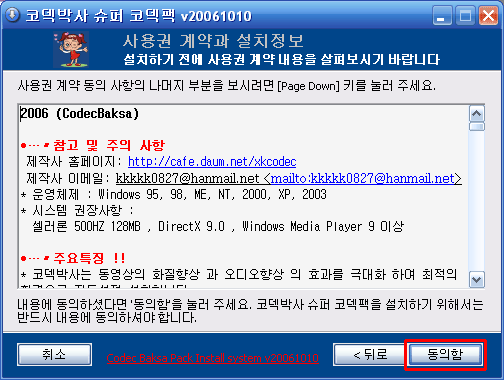 코덱박사 슈퍼 코덱팩 v20061010
사용권 계약과 설치정보
설치하기 전에 사용권 계약 내용을 살펴보시기 바랍니다
사용권 계약 동의 사항의 나머지 부분을 보시려면 [Page Down] 키를 눌러 주세요.
2006 (CodecBaksa)
●…〃참고 및 주의 사항
제작사 홈페이지: http://cafe.daum.net/xkcodec
제작사 이메일: kkkkk0827@hanmail.net <mailto:kkkkk0827@hanmail.net>
* 운영체제 : Windows 95, 98, ME, NT, 2000, XP, 2003
* 시스템 권장사항 :
셀러론 500HZ 128MB , DirectX 9.0 , Windows Media Player 9 이상
●…〃주요특징 !!
* 코덱박사는 동영상의 화질향상 과 오디오향상 의 효과를 극대화 하며 최적의
내용에 동의하셨다면 '동의함'을 눌러 주세요. 코덱박사 슈퍼 코덱팩을 설치하기 위해서는
반드시 내용에 동의하셔야 합니다.
취소
Codec Baksa Pack Install system v20061010
< 뒤로
동의함